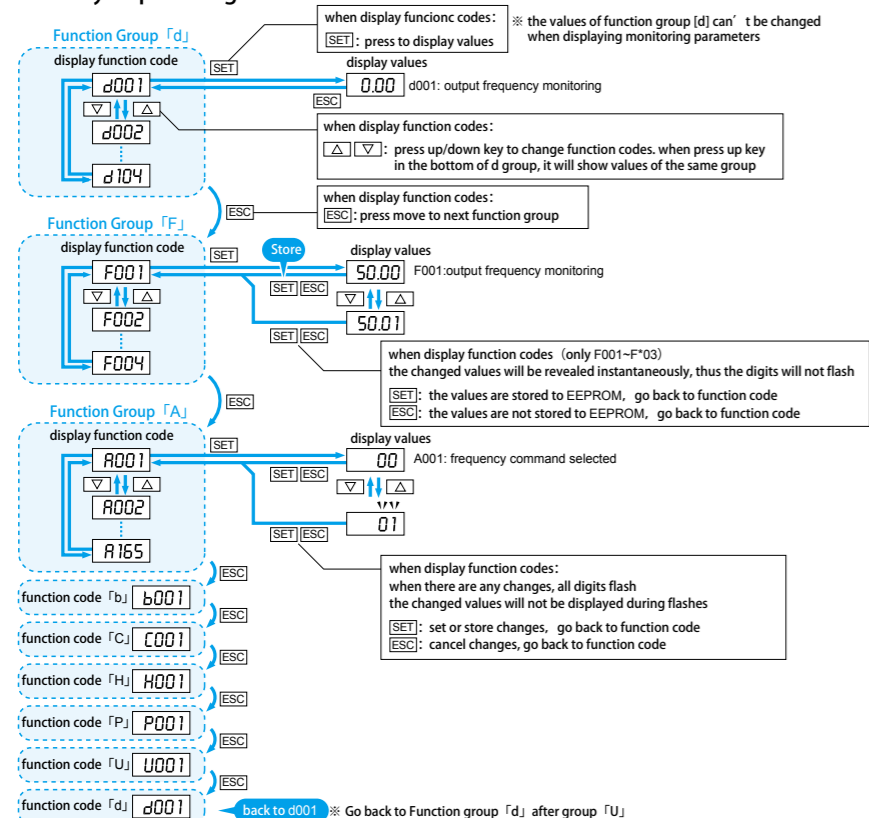 when display funcionc codes：
SET：press to display values
※ the values of function group [d] can’t be changed
when displaying monitoring parameters
Function Group「d」
display function code
SET
display values
d001
0.00
d001: output frequency monitoring
ESC
▽ △
d002
d104
when display function codes：
△ ▽：press up/down key to change function codes. when press up key
in the bottom of d group, it will show values of the same group
when display function codes：
ESC：press move to next function group
ESC
Function Group「F」
display function code
SET
Store
display values
F001
50.00
F001:output frequency monitoring
SET ESC
▽ △
▽ △
F002
50.01
F004
SET ESC
when display function codes（only F001~F*03）
the changed values will be revealed instantaneously, thus the digits will not flash
SET：the values are stored to EEPROM, go back to function code
ESC：the values are not stored to EEPROM, go back to function code
ESC
Function Group「A」
display function code
SET
display values
A001
00
A001: frequency command selected
SET ESC
▽ △
▽ △
A002
01
A165
SET ESC
when display function codes：
when there are any changes, all digits flash
the changed values will not be displayed during flashes
SET：set or store changes, go back to function code
ESC：cancel changes, go back to function code
ESC
function code「b」 b001
ESC
function code「C」 C001
ESC
function code「H」 H001
ESC
function code「P」 P001
ESC
function code「U」 U001
ESC
function code「d」 d001
back to d001
※ Go back to Function group「d」after group「U」